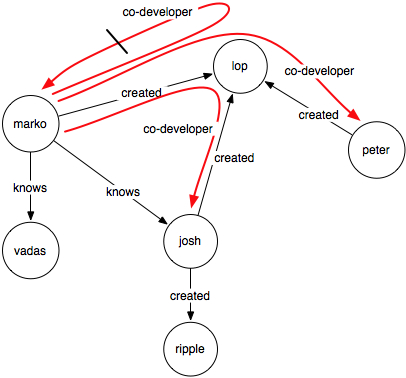 co-developer
lop
co-developer
created
marko
co-developer
created
peter
created
knows
knows
vadas
josh
created
ripple